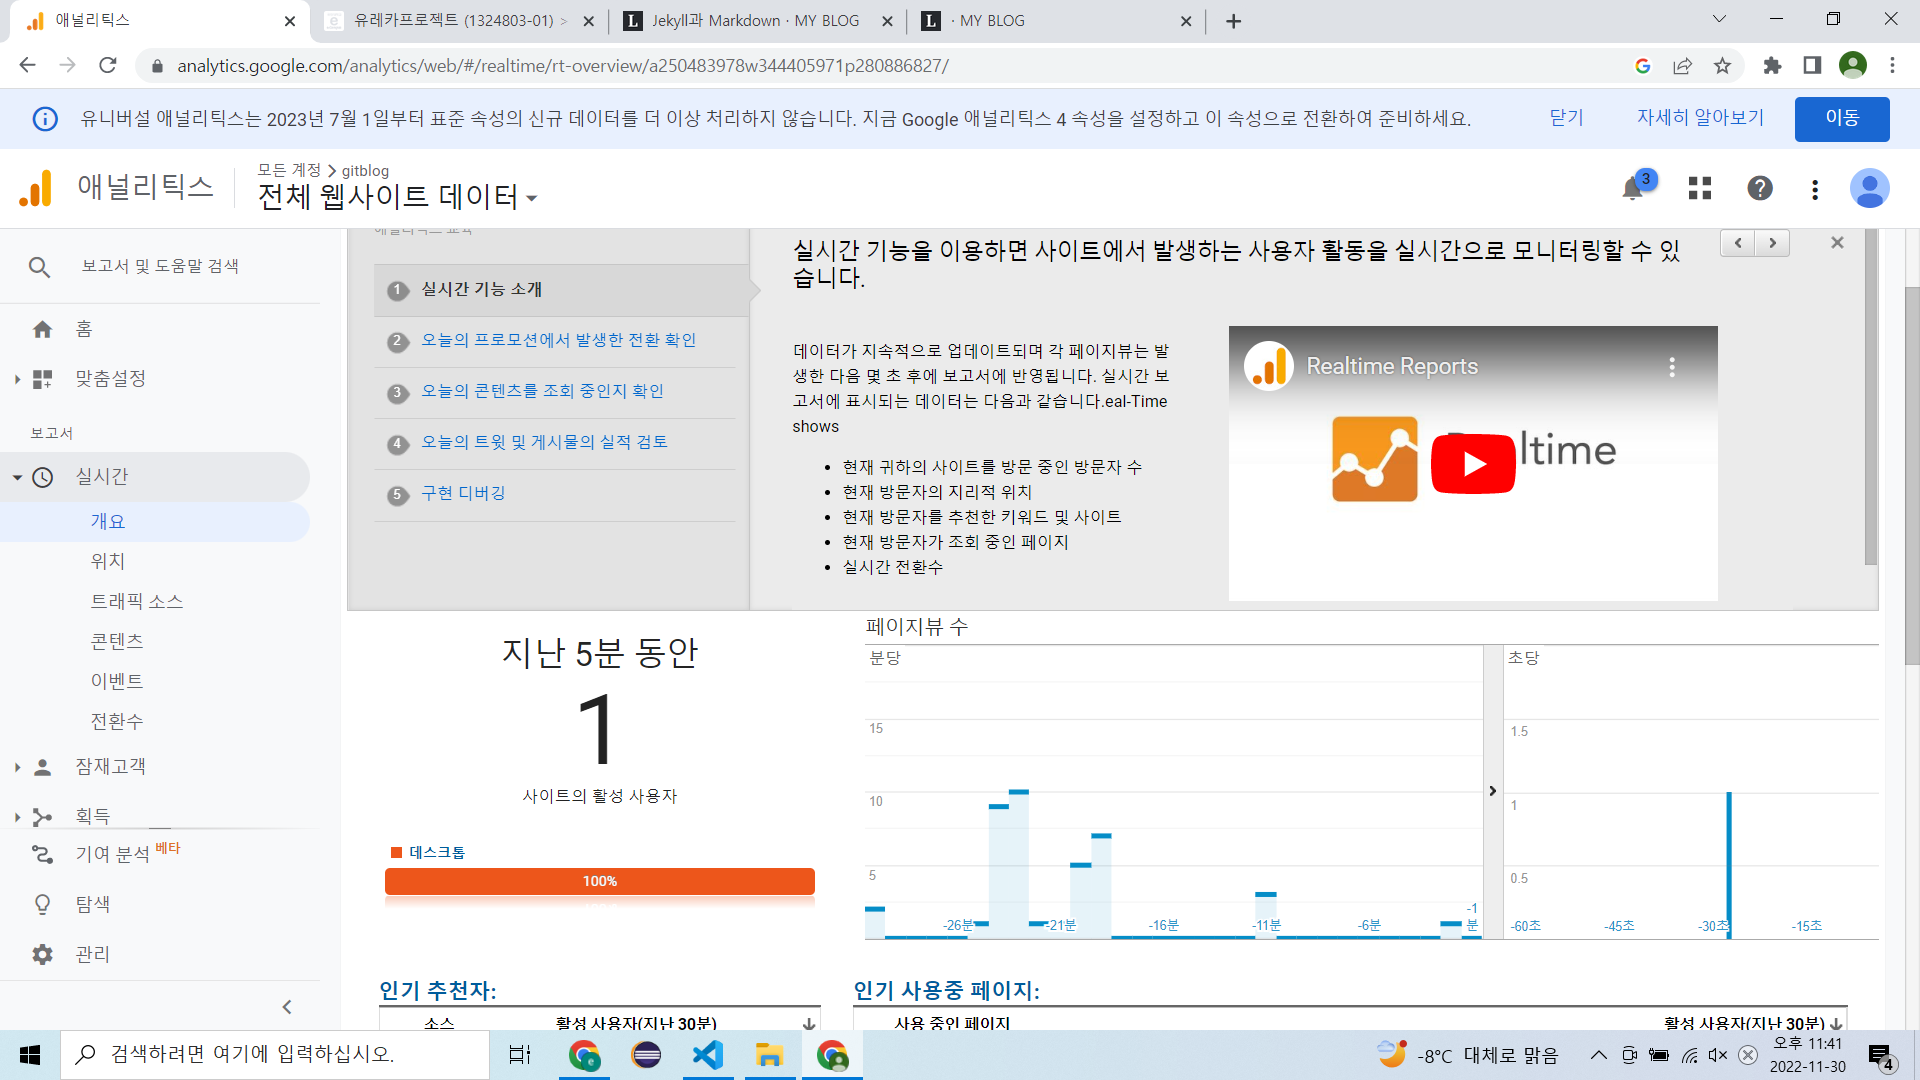 애널리틱스
유레카프로젝트 (1324803-01) >
Jekyll과 Markdown · MY BLOG
· MY BLOG
analytics.google.com/analytics/web/#/realtime/rt-overview/a250483978w344405971p280886827/
유니버설 애널리틱스는 2023년 7월 1일부터 표준 속성의 신규 데이터를 더 이상 처리하지 않습니다. 지금 Google 애널리틱스 4 속성을 설정하고 이 속성으로 전환하여 준비하세요.
닫기
자세히 알아보기
이동
애널리틱스
모든 계정 > gitblog
전체 웹사이트 데이터
3
보고서 및 도움말 검색
홈
맞춤설정
보고서
실시간
개요
위치
트래픽 소스
콘텐츠
이벤트
전환수
잠재고객
획득
기여 분석 베타
탐색
관리
애널리틱스 교육
1 실시간 기능 소개
2 오늘의 프로모션에서 발생한 전환 확인
3 오늘의 콘텐츠를 조회 중인지 확인
4 오늘의 트윗 및 게시물의 실적 검토
5 구현 디버깅
실시간 기능을 이용하면 사이트에서 발생하는 사용자 활동을 실시간으로 모니터링할 수 있
습니다.
데이터가 지속적으로 업데이트되며 각 페이지뷰는 발
생한 다음 몇 초 후에 보고서에 반영됩니다. 실시간 보
고서에 표시되는 데이터는 다음과 같습니다.eal-Time
shows
• 현재 귀하의 사이트를 방문 중인 방문자 수
• 현재 방문자의 지리적 위치
• 현재 방문자를 추천한 키워드 및 사이트
• 현재 방문자가 조회 중인 페이지
• 실시간 전환수
Realtime Reports
ltime
지난 5분 동안
1
사이트의 활성 사용자
데스크톱
100%
페이지뷰 수
분당
15
10
5
-26분
-21분
-16분
-11분
-6분
-1
분
초당
1.5
1
0.5
-60초
-45초
-30초
-15초
인기 추천자:
소스
활성 사용자(지난 30분)
인기 사용중 페이지:
사용 중인 페이지
활성 사용자(지난 30분)
검색하려면 여기에 입력하십시오.
-8°C 대체로 맑음
오후 11:41
2022-11-30
4